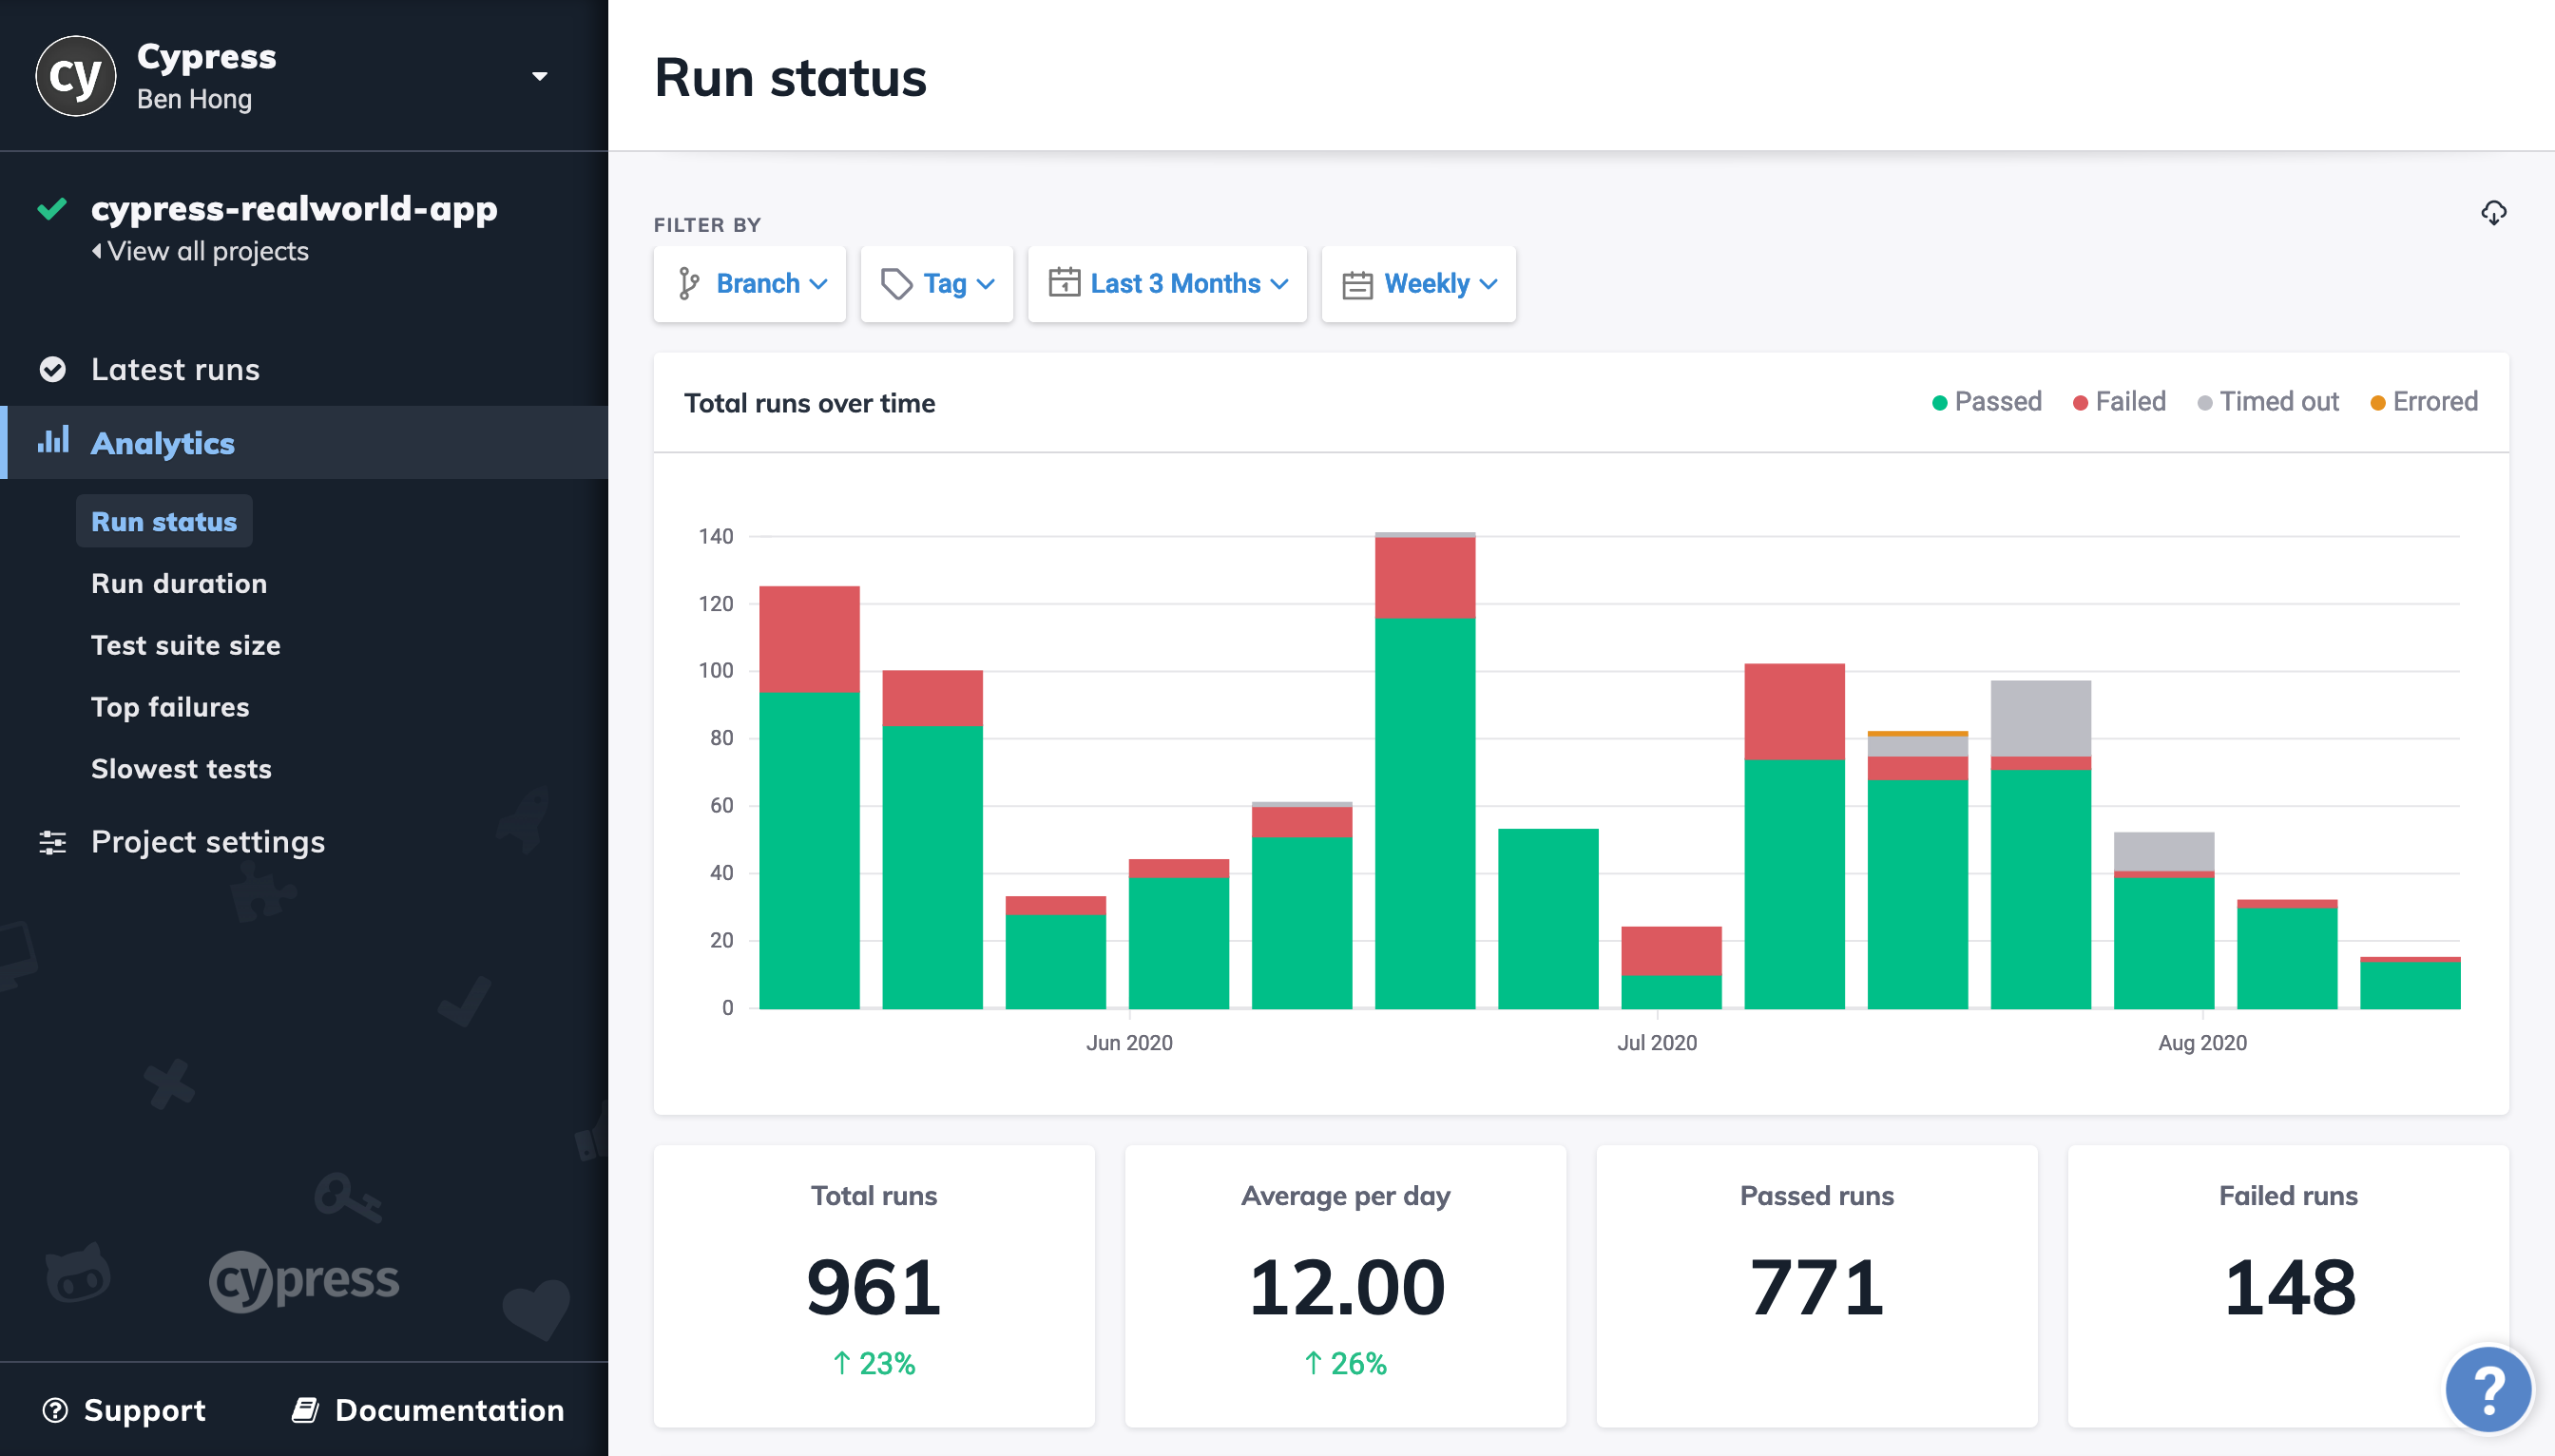 cy
Cypress
Ben Hong
cypress-realworld-app
View all projects
Latest runs
Analytics
Run status
Run duration
Test suite size
Top failures
Slowest tests
Project settings
cypress
Support
Documentation
Run status
FILTER BY
Branch
Tag
1
Last 3 Months
Weekly
Total runs over time
Passed
Failed
Timed out
Errored
140
120
100
80
60
40
20
0
Jun 2020
Jul 2020
Aug 2020
Total runs
961
↑ 23%
Average per day
12.00
↑ 26%
Passed runs
771
Failed runs
148
?